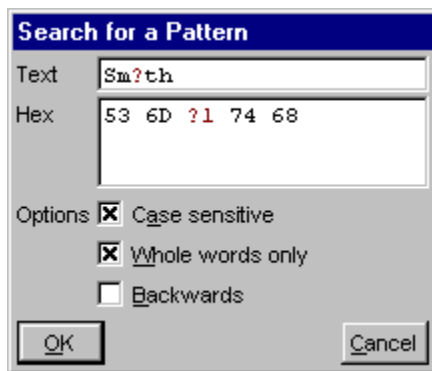 Search for a Pattern
Text Sm?th
Hex 53 6D ?1 74 68
Options Case sensitive
Whole words only
Backwards
OK Cancel